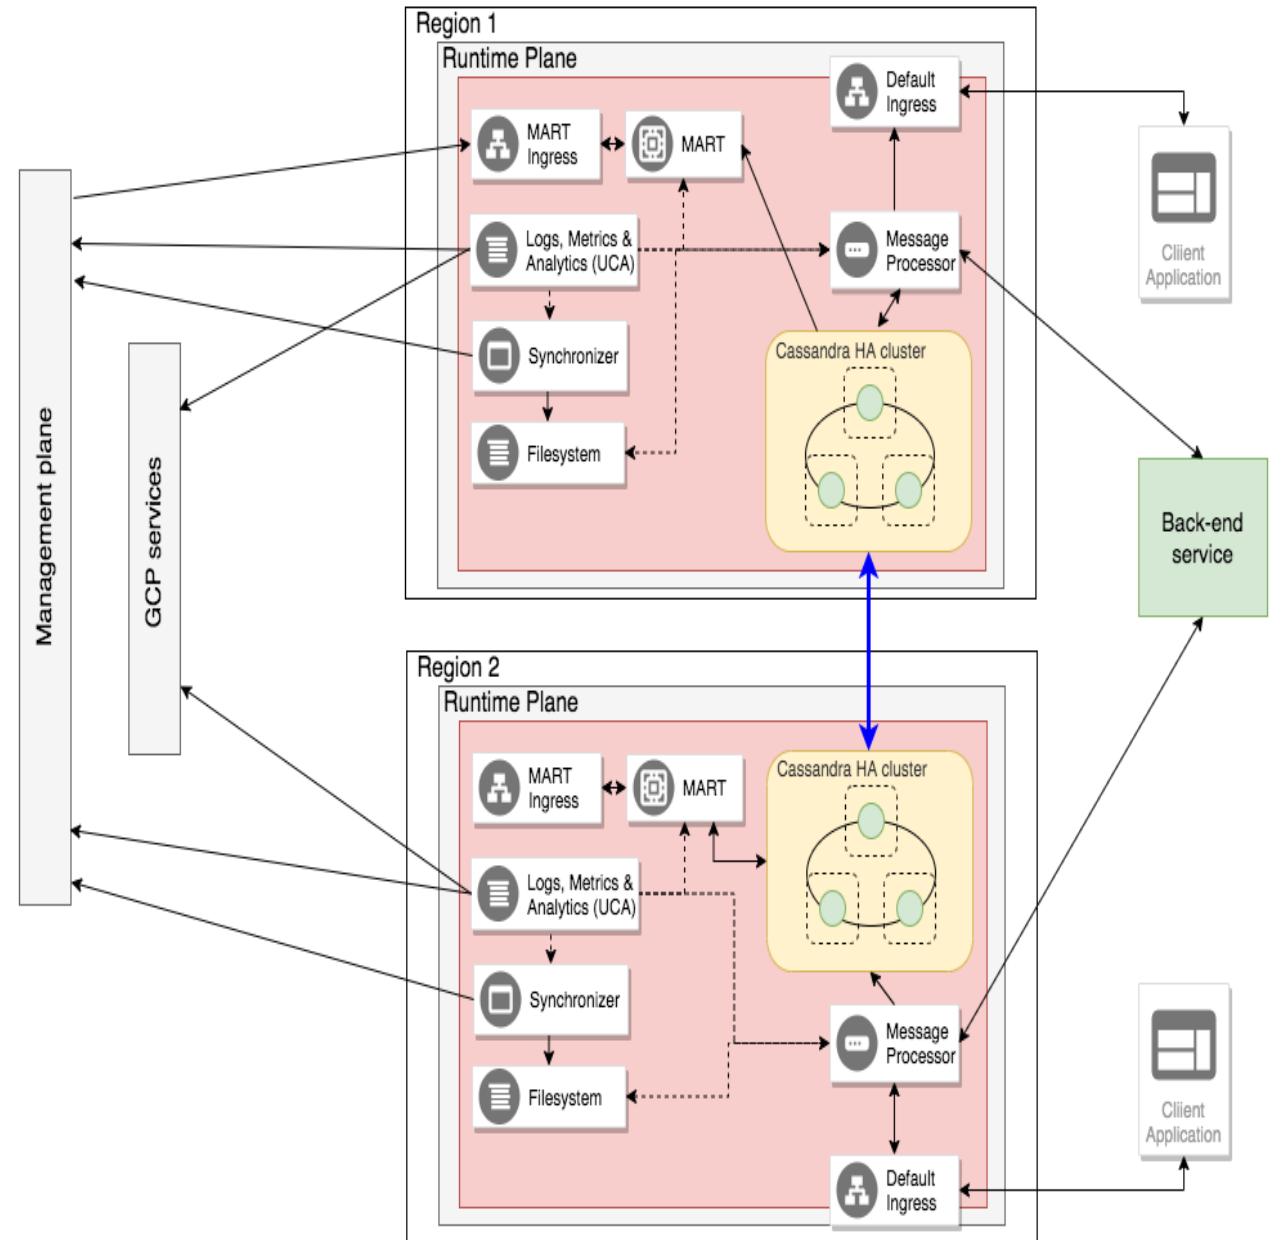 Region 1
Runtime Plane
Default
Ingress
MART
Ingress
MART
Logs, Metrics &
Analytics (UCA)
Message
Processor
Cliient
Application
Synchronizer
Cassandra HA cluster
Filesystem
Management plane
GCP services
Back-end
service
Region 2
Runtime Plane
MART
Ingress
MART
Cassandra HA cluster
Logs, Metrics &
Analytics (UCA)
Synchronizer
Message
Processor
Filesystem
Cliient
Application
Default
Ingress